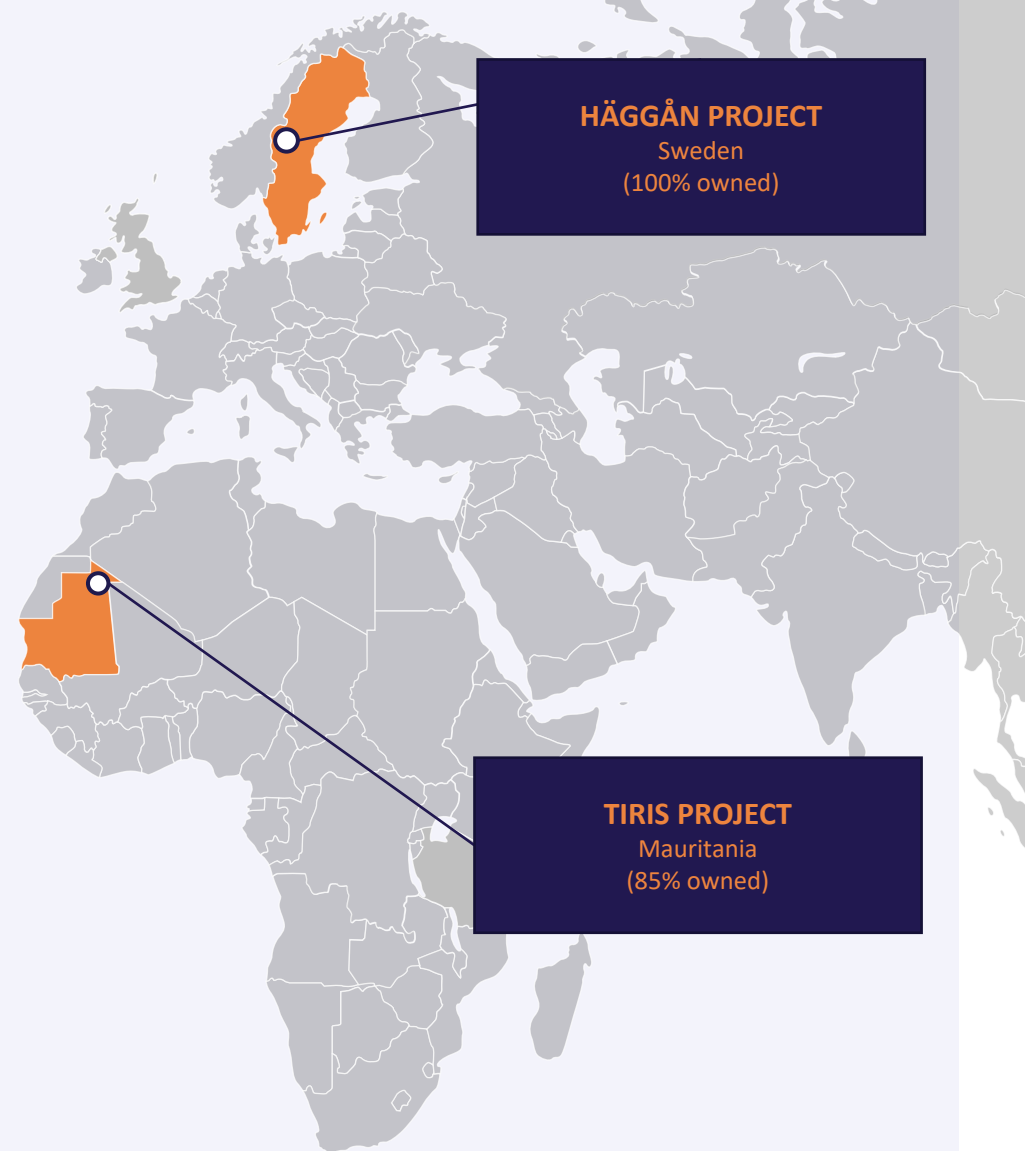 HÄGGÅN PROJECT
Sweden
(100% owned)
TIRIS PROJECT
Mauritania
(85% owned)